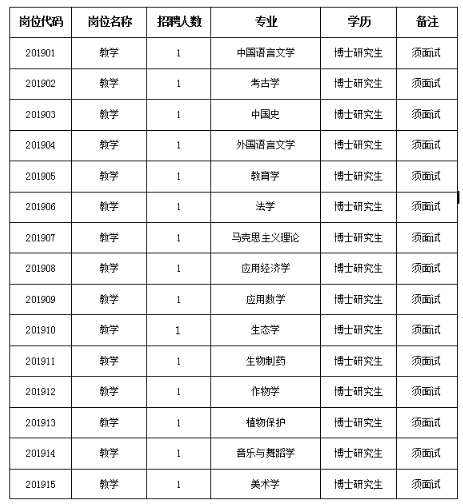 岗位代码 岗位名称 招聘人数 专业 学历 备注
201901 教学 1 中国语言文学 博士研究生 须面试
201902 教学 1 考古学 博士研究生 须面试
201903 教学 1 中国史 博士研究生 须面试
201904 教学 1 外国语言文学 博士研究生 须面试
201905 教学 1 教育学 博士研究生 须面试
201906 教学 1 法学 博士研究生 须面试
201907 教学 1 马克思主义理论 博士研究生 须面试
201908 教学 1 应用经济学 博士研究生 须面试
201909 教学 1 应用数学 博士研究生 须面试
201910 教学 1 生态学 博士研究生 须面试
201911 教学 1 生物制药 博士研究生 须面试
201912 教学 1 作物学 博士研究生 须面试
201913 教学 1 植物保护 博士研究生 须面试
201914 教学 1 音乐与舞蹈学 博士研究生 须面试
201915 教学 1 美术学 博士研究生 须面试